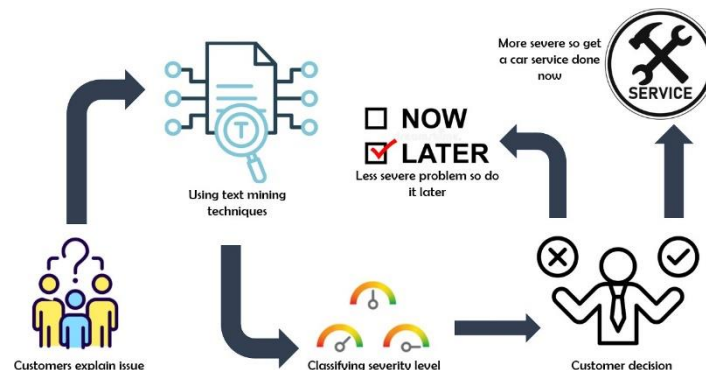 More severe so get
a car service done
now
SERVICE
NOW
LATER
Less severe problem so do
it later
T
Using text mining
techniques
?
Customers explain issue
Classifying severity level
Customer decision